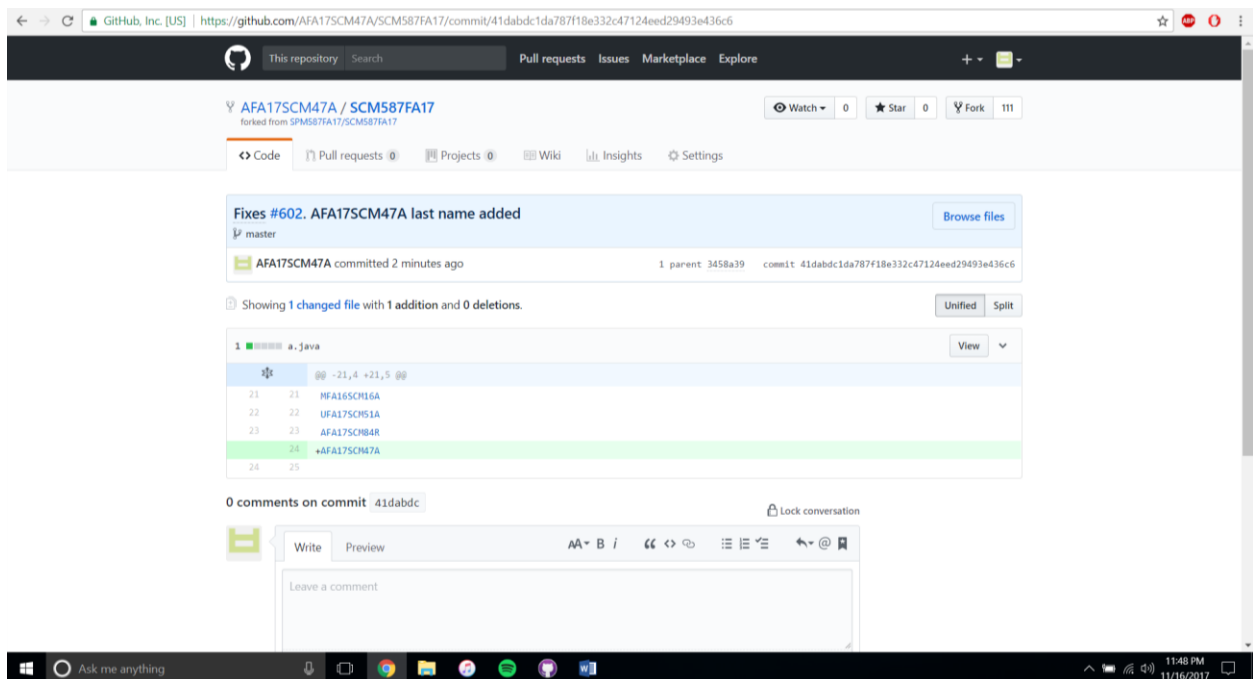 GitHub, Inc. [US] | https://github.com/AFA17SCM47A/SCM587FA17/commit/41dabdc1da787f18e332c47124eed29493e436c6
ABP
This repository Search Pull requests Issues Marketplace Explore
AFA17SCM47A / SCM587FA17
Watch 0 Star 0 Fork 111
forked from SPM587FA17/SCM587FA17
Code Pull requests 0 Projects 0 Wiki Insights Settings
Fixes #602. AFA17SCM47A last name added
Browse files
master
AFA17SCM47A committed 2 minutes ago 1 parent 3458a39 commit 41dabdc1da787f18e332c47124eed29493e436c6
Showing 1 changed file with 1 addition and 0 deletions. Unified Split
1 a.java View
@@ -21,4 +21,5 @@
21 21 MFA16SCM16A
22 22 UFA17SCM51A
23 23 AFA17SCM84R
24 +AFA17SCM47A
24 25
0 comments on commit 41dabdc
Lock conversation
Write Preview AA B i
Leave a comment
Ask me anything
11:48 PM
11/16/2017